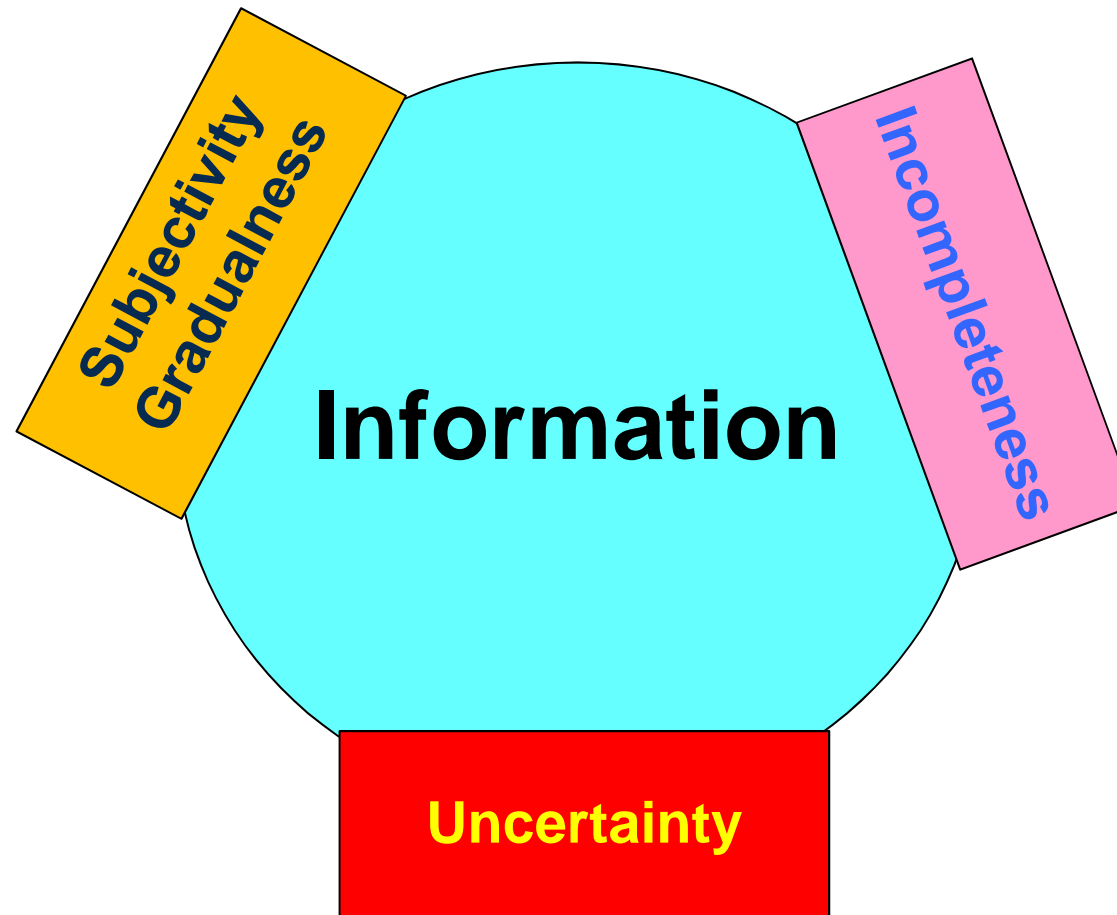 Subjectivity
Gradualness
Incompleteness
Information
Uncertainty